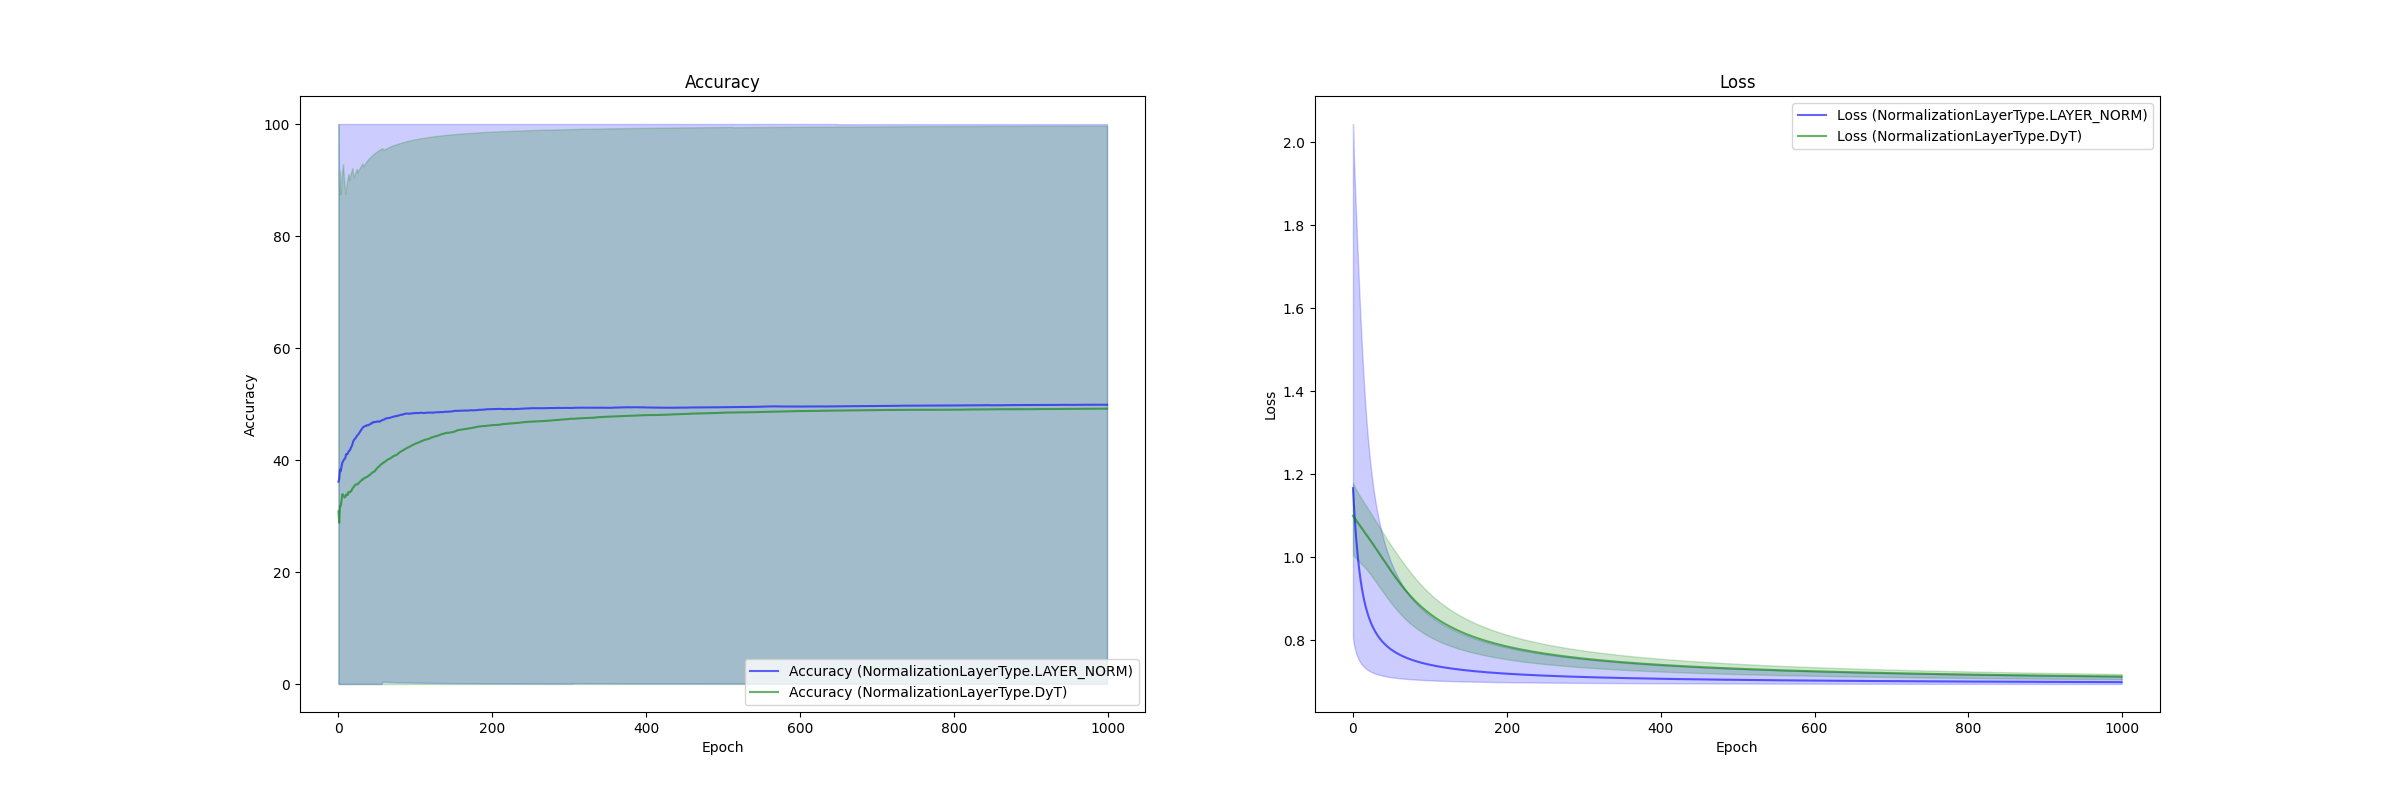 Accuracy
100
80
60
40
20
0
Accuracy
0 200 400 600 800 1000
Epoch
Accuracy (NormalizationLayerType.LAYER_NORM)
Accuracy (NormalizationLayerType.DyT)
Loss
2.0
1.8
1.6
1.4
1.2
1.0
0.8
Loss
0 200 400 600 800 1000
Epoch
Loss (NormalizationLayerType.LAYER_NORM)
Loss (NormalizationLayerType.DyT)